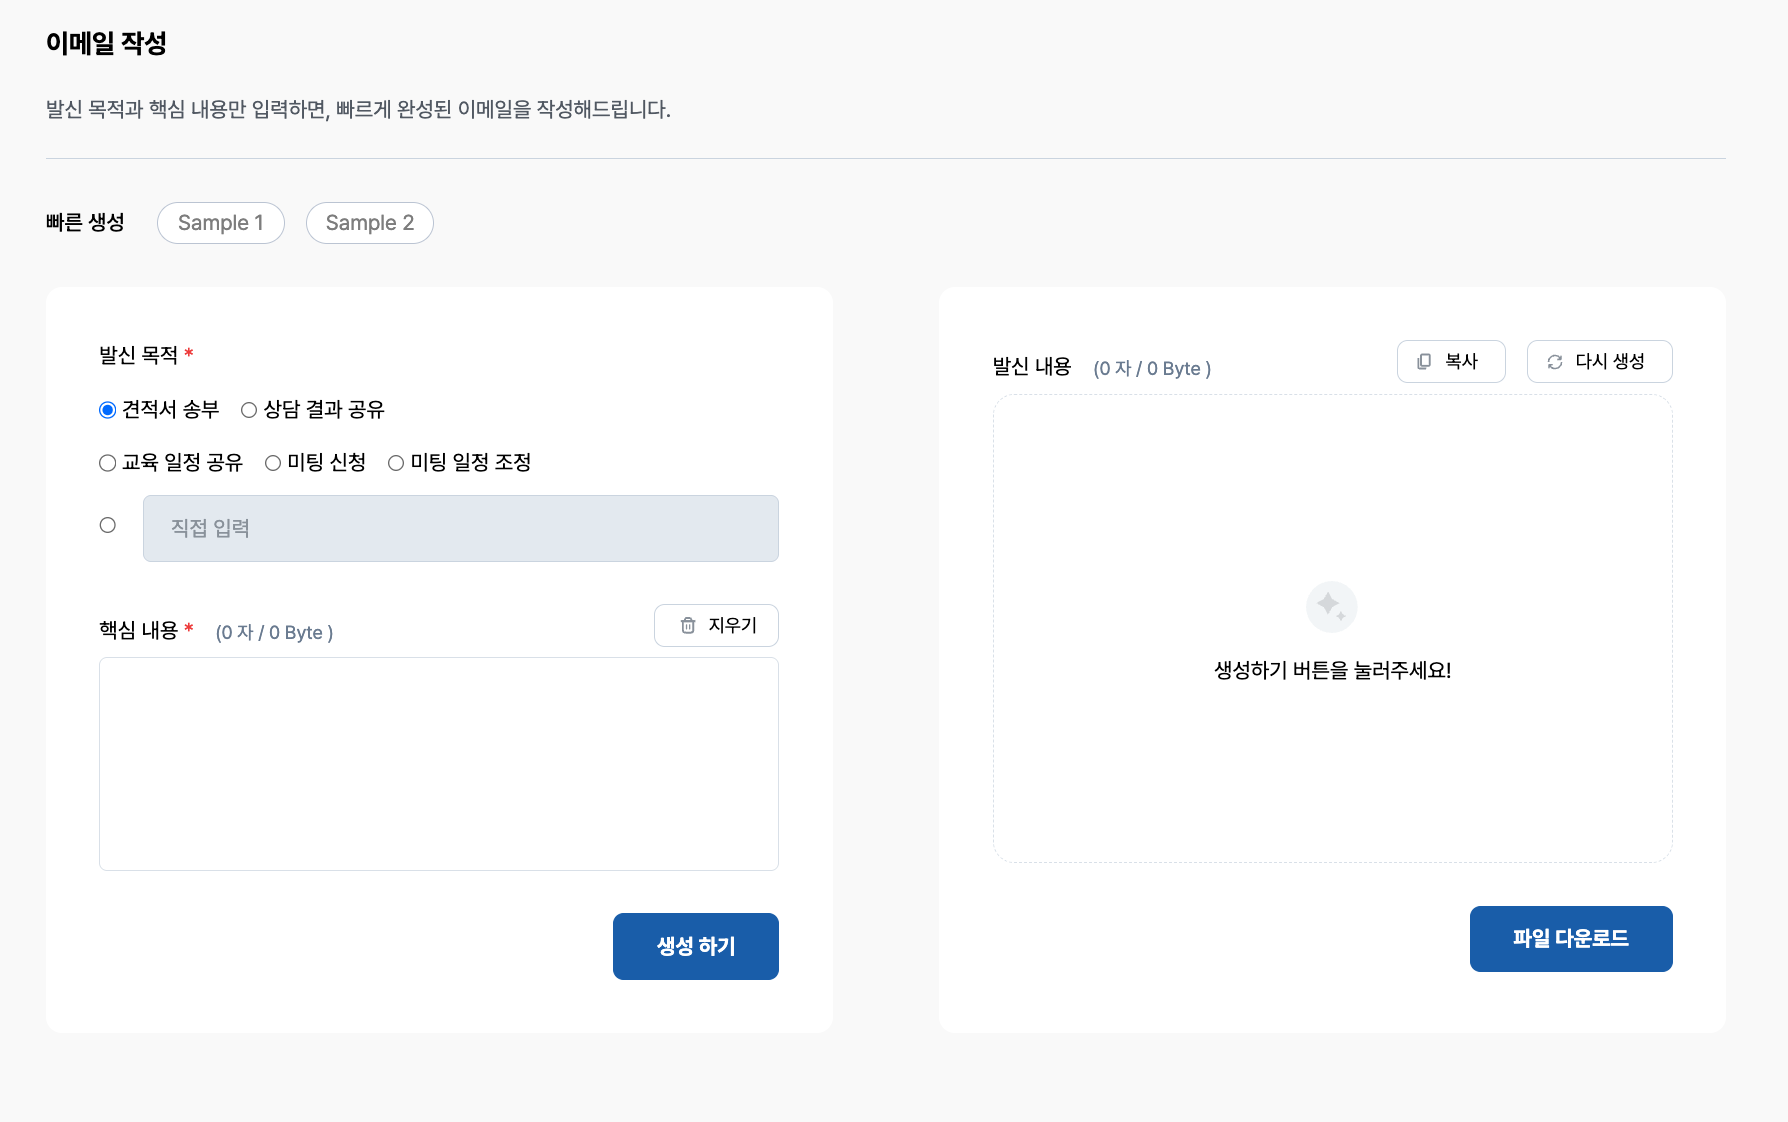 이메일 작성
발신 목적과 핵심 내용만 입력하면, 빠르게 완성된 이메일을 작성해드립니다.
빠른 생성 Sample 1 Sample 2
발신 목적 *
견적서 송부 상담 결과 공유
교육 일정 공유 미팅 신청 미팅 일정 조정
직접 입력
핵심 내용 * (0 자 / 0 Byte ) 지우기
생성 하기
발신 내용 (0 자 / 0 Byte ) 복사 다시 생성
생성하기 버튼을 눌러주세요!
파일 다운로드